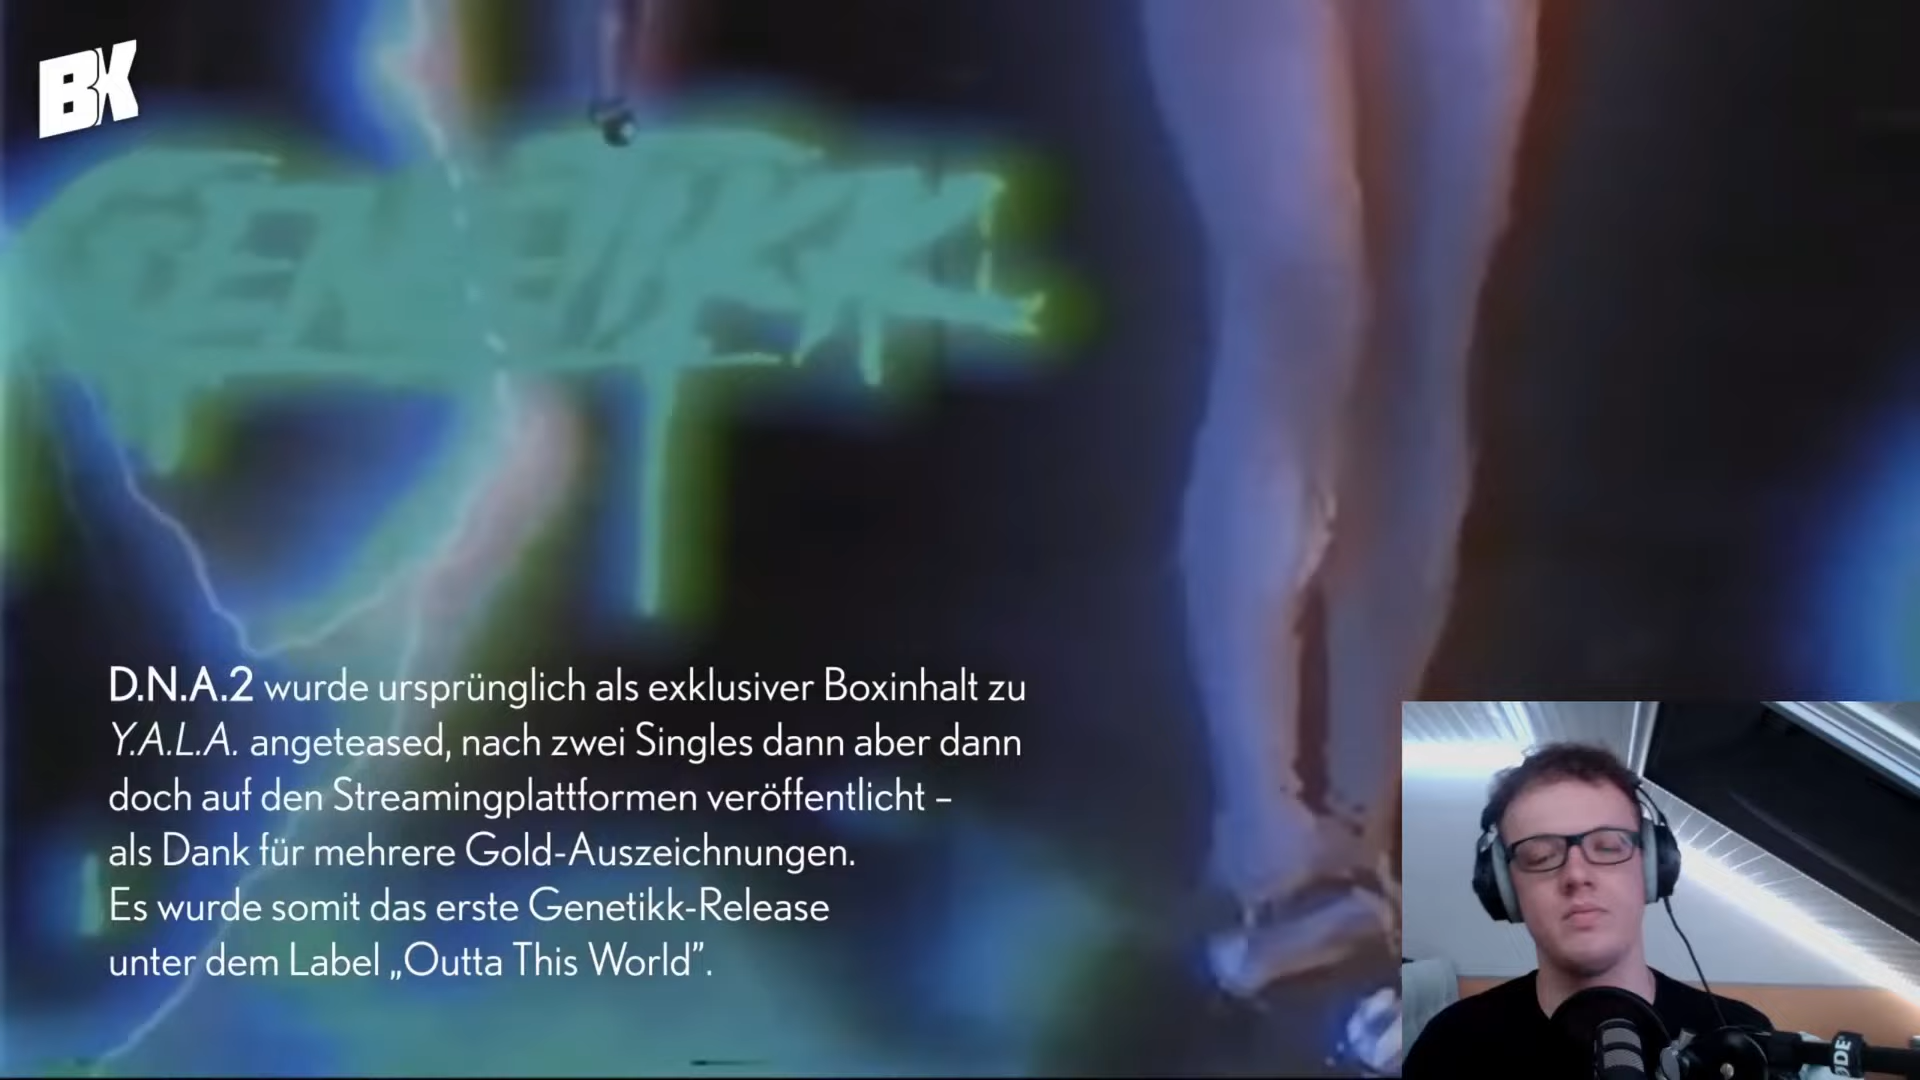 BK
GENETIKK
D.N.A.2 wurde ursprünglich als exklusiver Boxinhalt zu
Y.A.L.A. angeteased, nach zwei Singles dann aber dann
doch auf den Streamingplattformen veröffentlicht –
als Dank für mehrere Gold-Auszeichnungen.
Es wurde somit das erste Genetikk-Release
unter dem Label „Outta This World”.